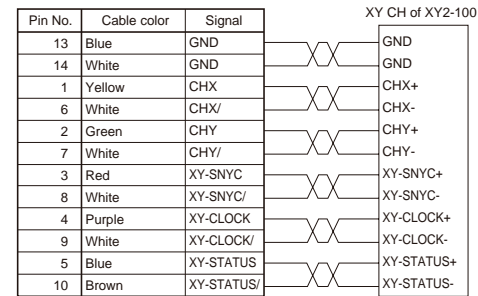 XY CH of XY2-100
Pin No. Cable color Signal
13 Blue GND GND
14 White GND GND
1 Yellow CHX CHX+
6 White CHX/ CHX-
2 Green CHY CHY+
7 White CHY/ CHY-
3 Red XY-SNYC XY-SNYC+
8 White XY-SNYC/ XY-SNYC-
4 Purple XY-CLOCK XY-CLOCK+
9 White XY-CLOCK/ XY-CLOCK-
5 Blue XY-STATUS XY-STATUS+
10 Brown XY-STATUS/ XY-STATUS-